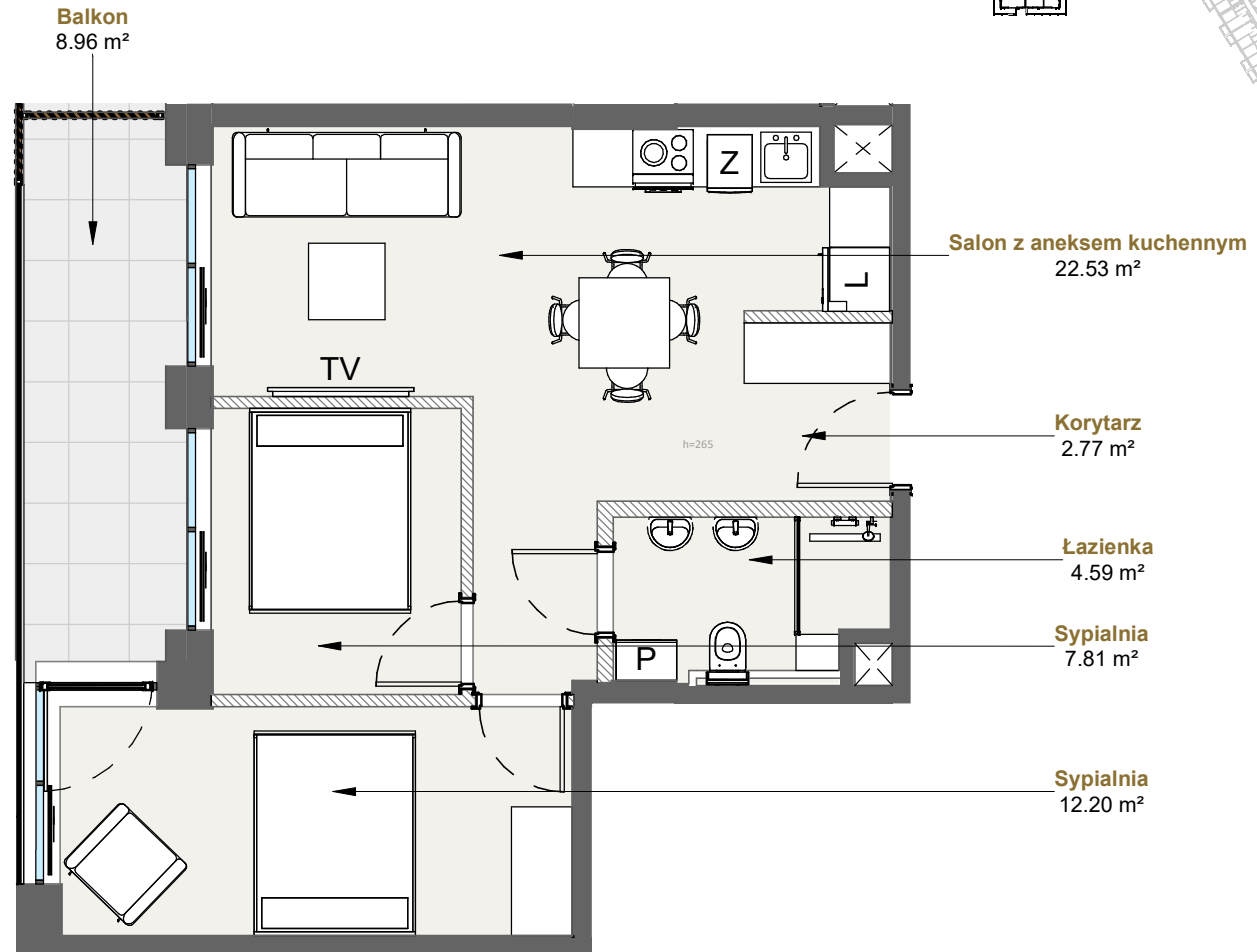 Balkon
8.96 m²
Z
Salon z aneksem kuchennym
22.53 m²
L
TV
Korytarz
2.77 m²
h=265
Łazienka
4.59 m²
Sypialnia
7.81 m²
P
Sypialnia
12.20 m²